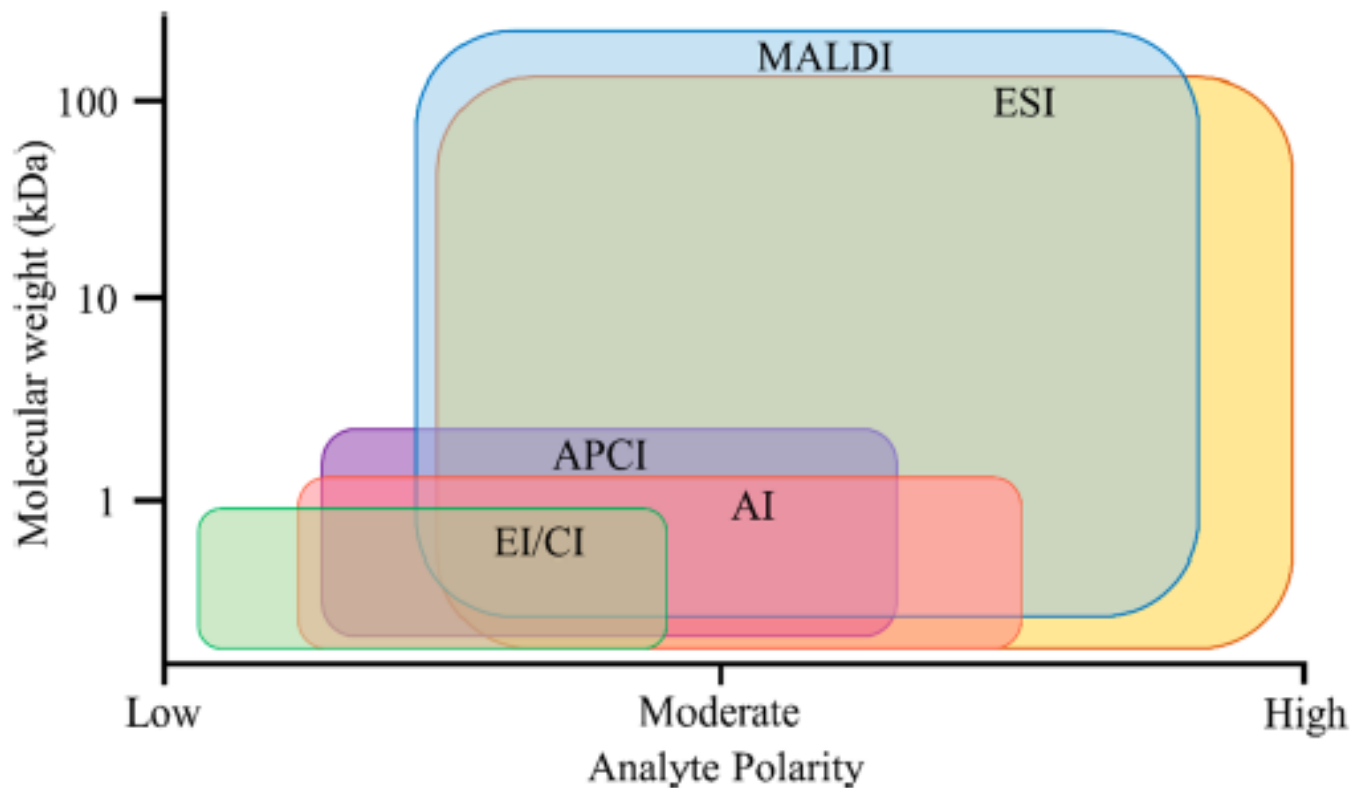 MALDI
ESI
100
Molecular weight (kDa)
10
APCI
1
AI
EI/CI
Low
Moderate
High
Analyte Polarity